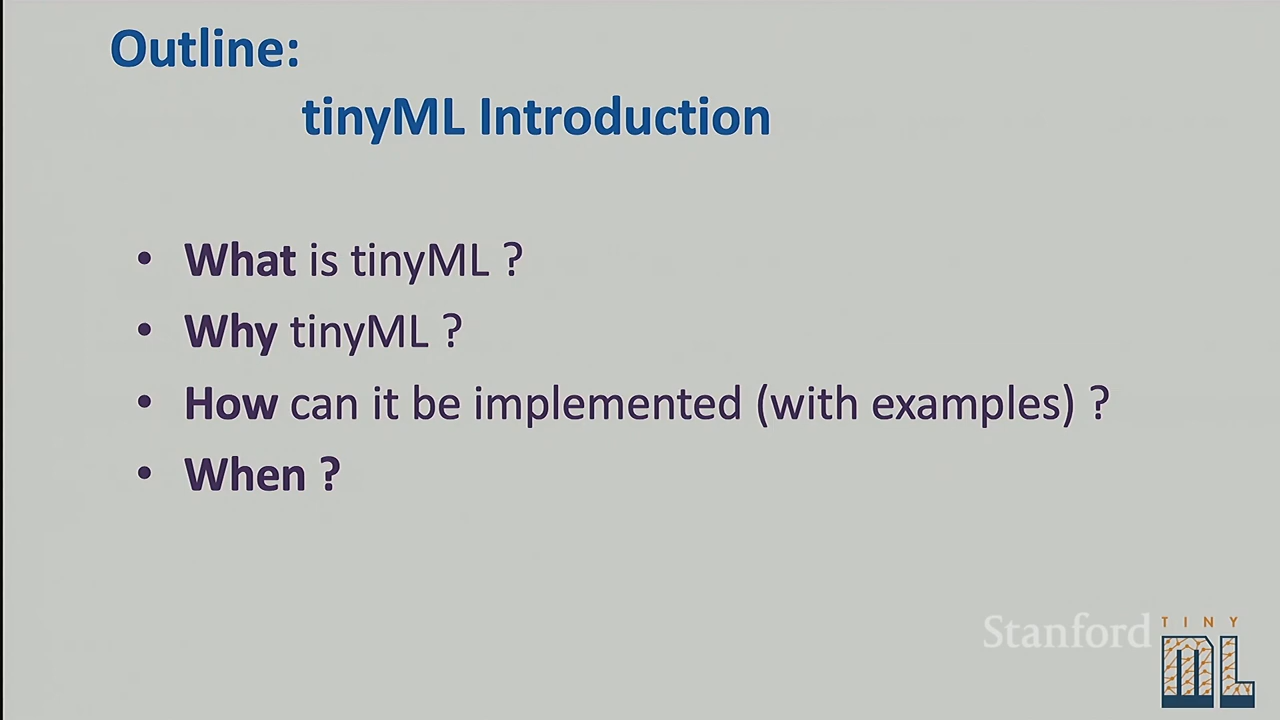 Outline:
tinyML Introduction
• What is tinyML ?
• Why tinyML ?
• How can it be implemented (with examples) ?
• When ?
Stanford
TINY
ML